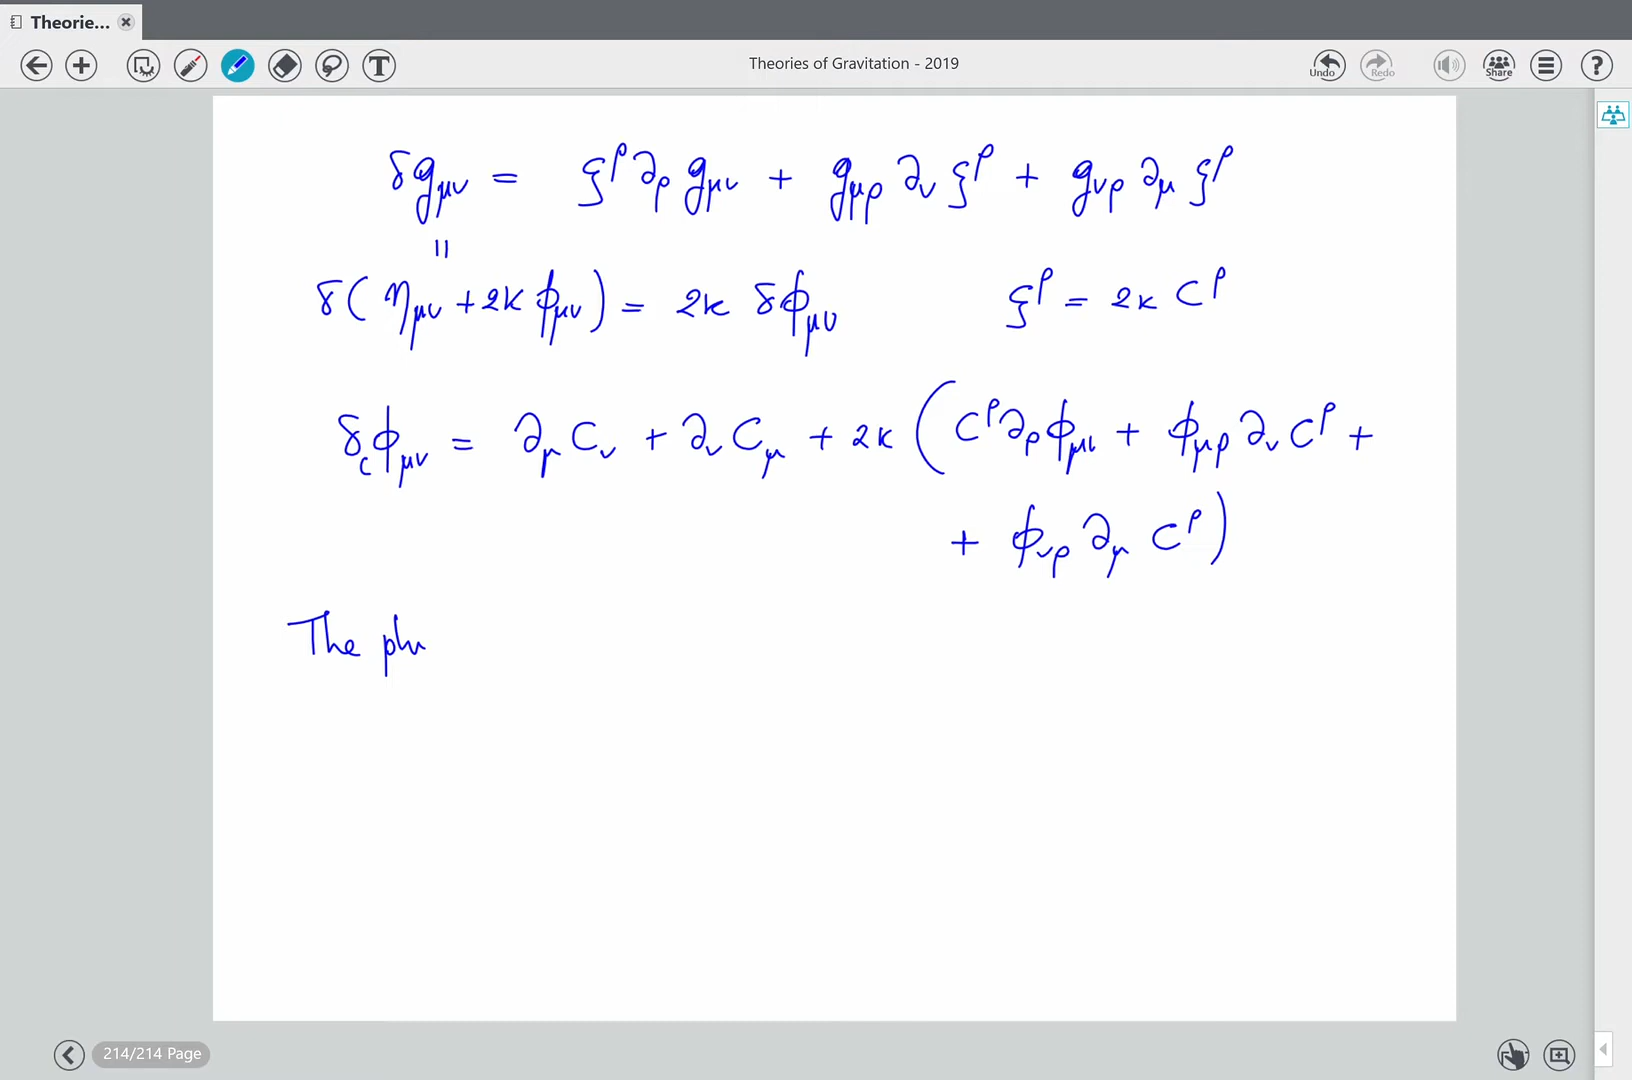 Theorie...
Theories of Gravitation - 2019
Undo
Redo
Share
δg_μν = ξ^ρ ∂_ρ g_μν + g_μρ ∂_ν ξ^ρ + g_νρ ∂_μ ξ^ρ
||
δ(η_μν + 2κ ϕ_μν) = 2κ δϕ_μν ξ^ρ = 2κ C^ρ
δ_c ϕ_μν = ∂_μ C_ν + ∂_ν C_μ + 2κ (C^ρ ∂_ρ ϕ_μν + ϕ_μρ ∂_ν C^ρ +
+ ϕ_νρ ∂_μ C^ρ)
The phr
214/214 Page